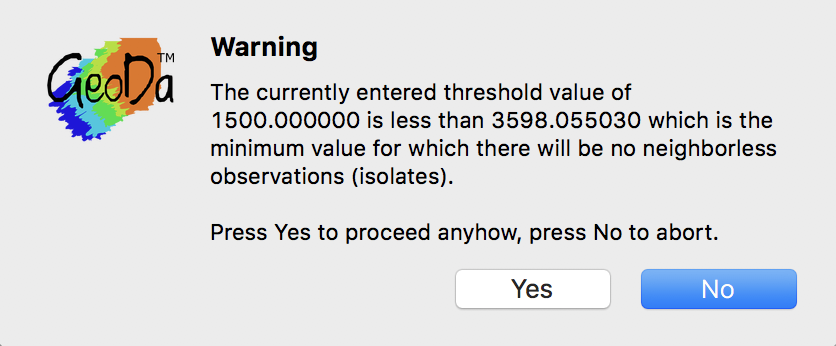 GeoDa™
Warning
The currently entered threshold value of
1500.000000 is less than 3598.055030 which is the
minimum value for which there will be no neighborless
observations (isolates).
Press Yes to proceed anyhow, press No to abort.
Yes
No